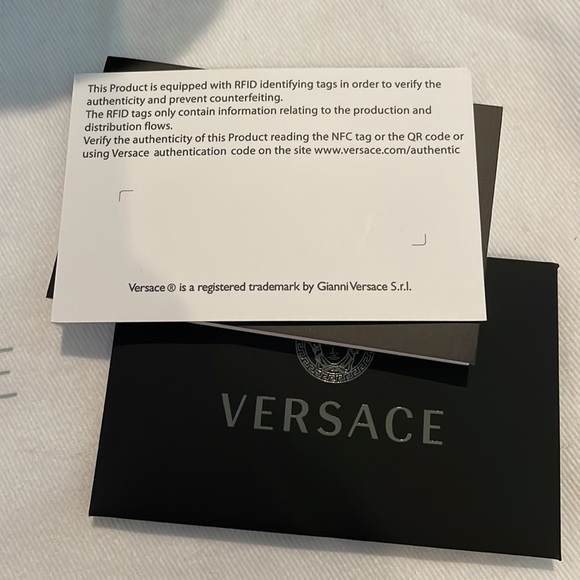 This Product is equipped with RFID identifying tags in order to verify the
authenticity and prevent counterfeiting.
The RFID tags only contain information relating to the production and
distribution flows.
Verify the authenticity of this Product reading the NFC tag or the QR code or
using Versace authentication code on the site www.versace.com/authentic
Versace ® is a registered trademark by Gianni Versace S.r.l.
VERSACE